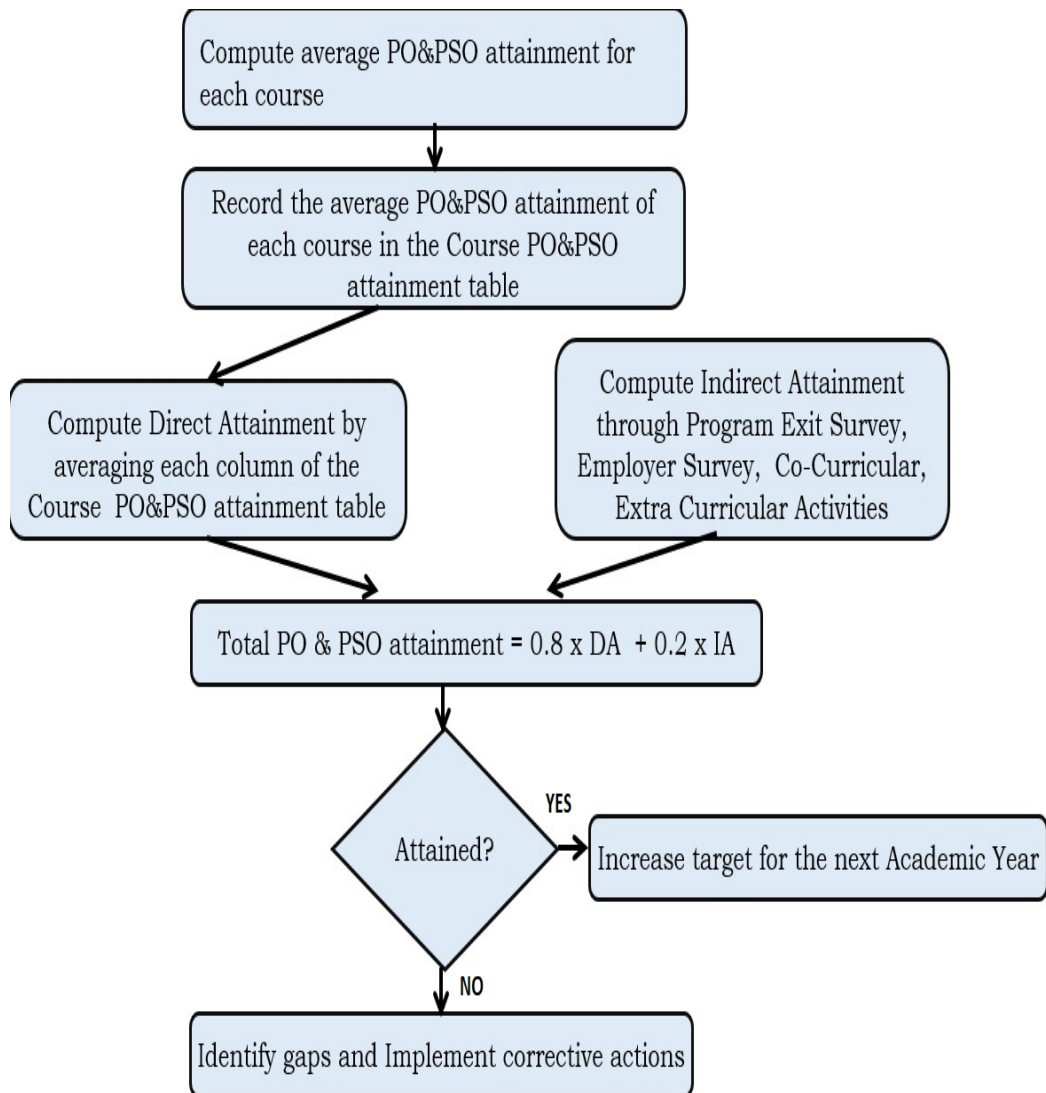 Compute average PO&PSO attainment for
each course
Record the average PO&PSO attainment of
each course in the Course PO&PSO
attainment table
Compute Direct Attainment by
averaging each column of the
Course PO&PSO attainment table
Compute Indirect Attainment
through Program Exit Survey,
Employer Survey, Co-Curricular,
Extra Curricular Activities
Total PO & PSO attainment = 0.8 x DA + 0.2 x IA
Attained?
YES
Increase target for the next Academic Year
NO
Identify gaps and Implement corrective actions